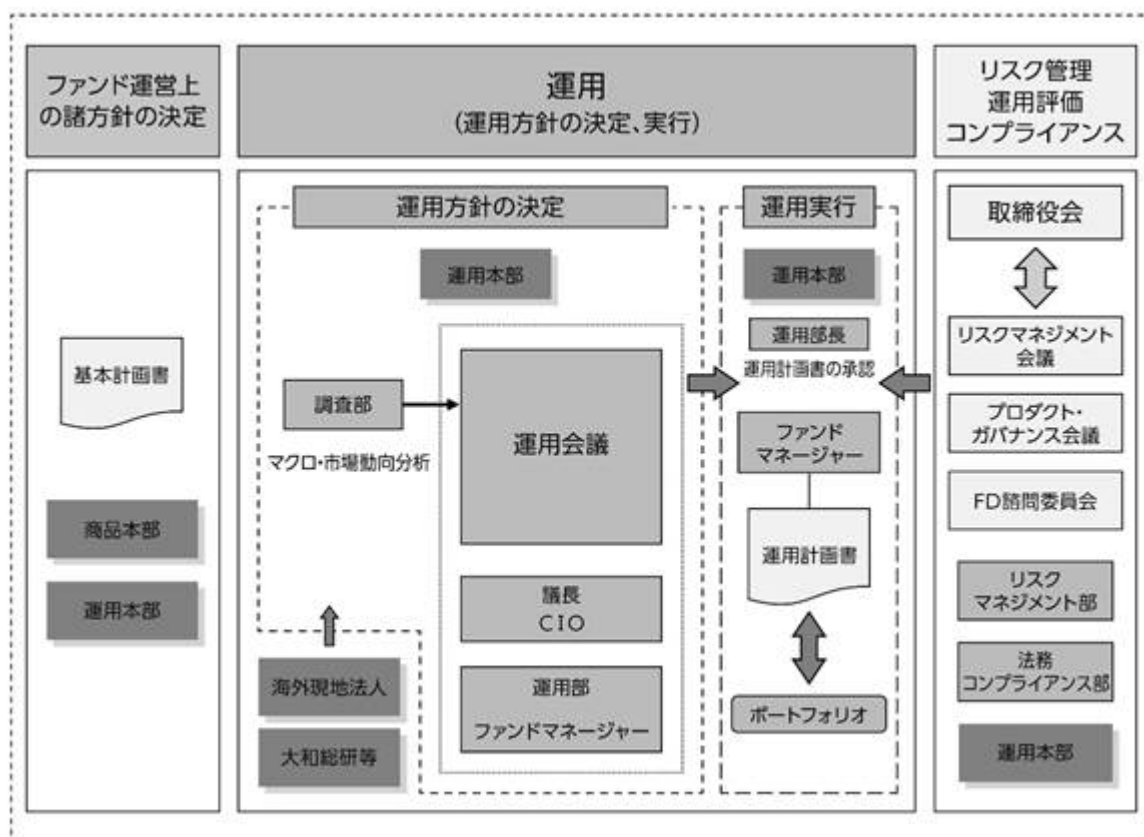 ファンド運営上
の諸方針の決定
運用
(運用方針の決定、実行)
リスク管理
運用評価
コンプライアンス
基本計画書
商品本部
運用本部
運用方針の決定
運用本部
調査部
マクロ・市場動向分析
運用会議
議長
CIO
運用部
ファンドマネージャー
海外現地法人
大和総研等
運用実行
運用本部
運用部長
運用計画書の承認
ファンド
マネージャー
運用計画書
ポートフォリオ
取締役会
リスクマネジメント
会議
プロダクト・
ガバナンス会議
FD諮問委員会
リスク
マネジメント部
法務
コンプライアンス部
運用本部